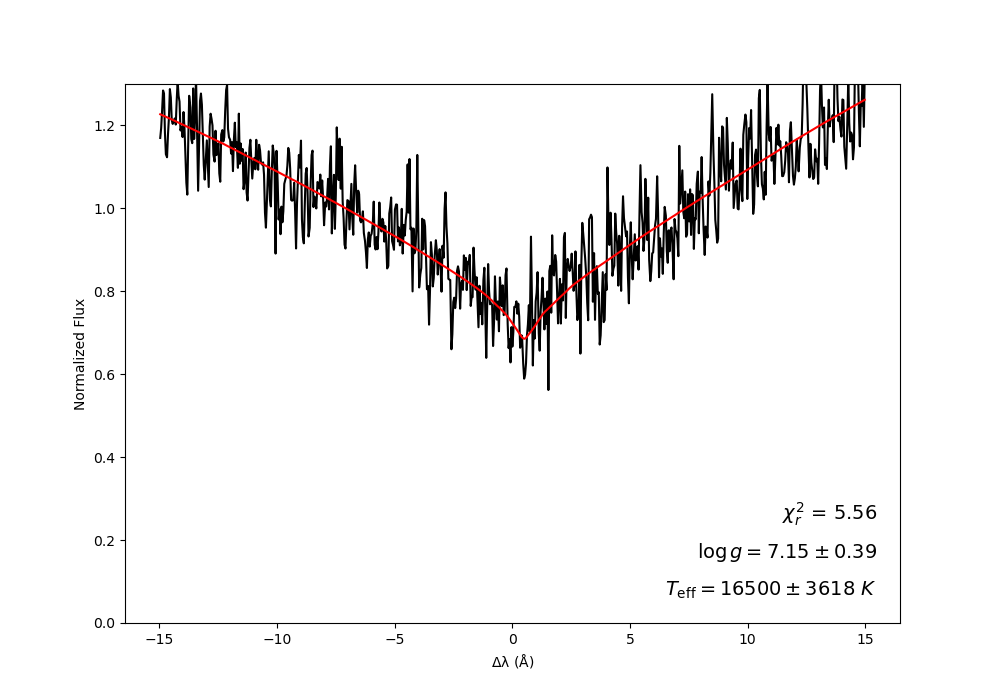 1.2
1.0
0.8
0.6
0.4
0.2
0.0
Normalized Flux
χ²ᵣ = 5.56
log g = 7.15 ± 0.39
T_eff = 16500 ± 3618 K
−15 −10 −5 0 5 10 15
Δλ (Å)